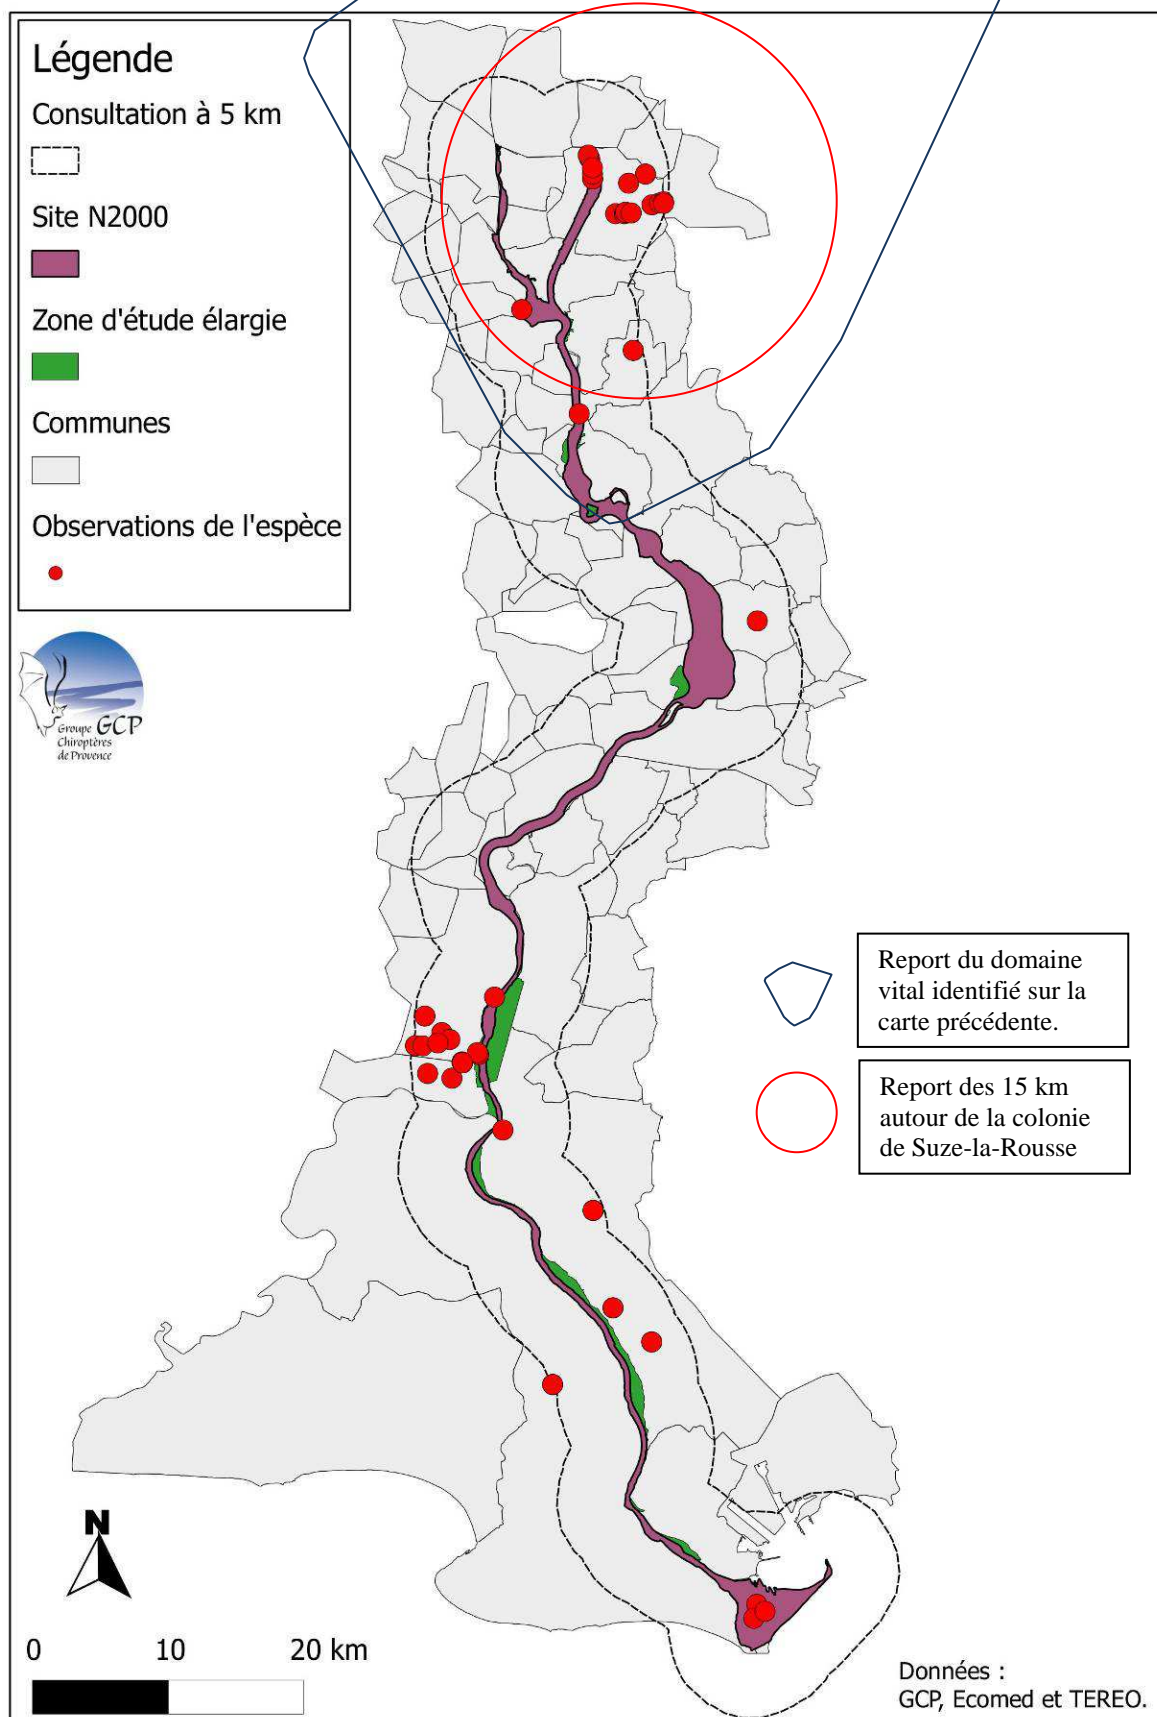 Légende
Consultation à 5 km
Site N2000
Zone d'étude élargie
Communes
Observations de l'espèce
Groupe GCP
Chiroptères
de Provence
Report du domaine
vital identifié sur la
carte précédente.
Report des 15 km
autour de la colonie
de Suze-la-Rousse
N
0 10 20 km
Données :
GCP, Ecomed et TEREO.